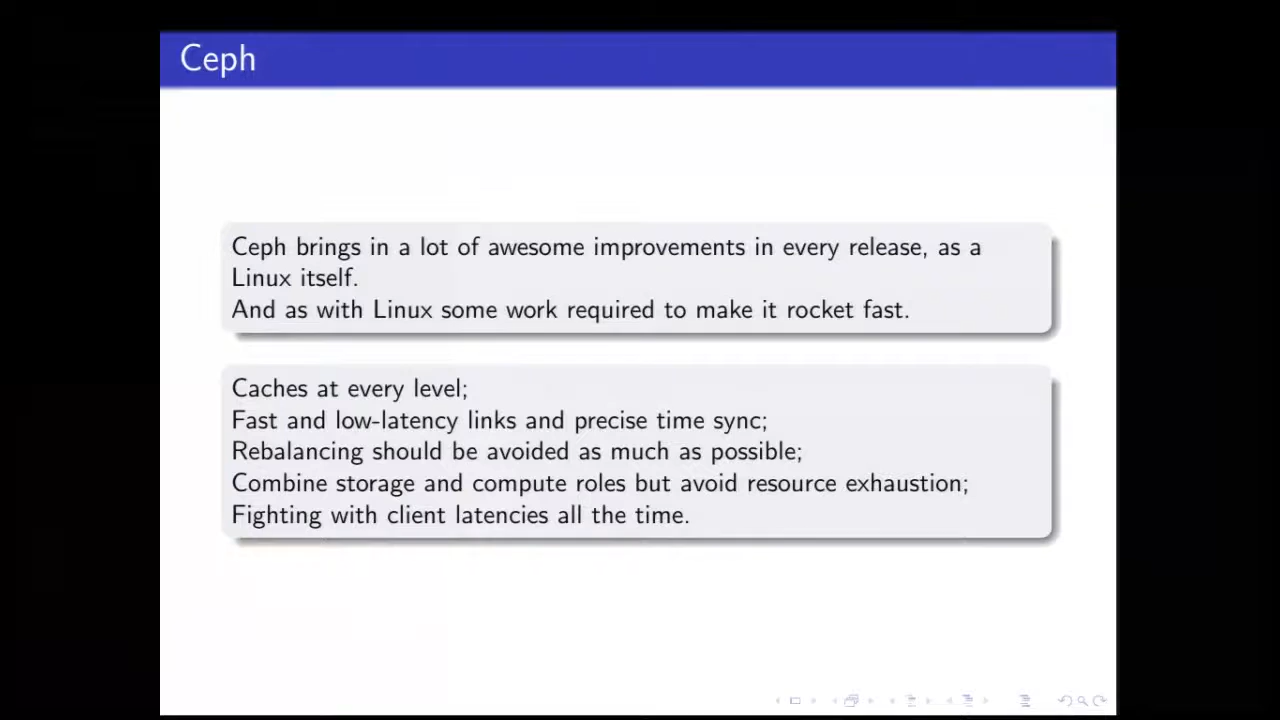 Ceph
Ceph brings in a lot of awesome improvements in every release, as a
Linux itself.
And as with Linux some work required to make it rocket fast.
Caches at every level;
Fast and low-latency links and precise time sync;
Rebalancing should be avoided as much as possible;
Combine storage and compute roles but avoid resource exhaustion;
Fighting with client latencies all the time.